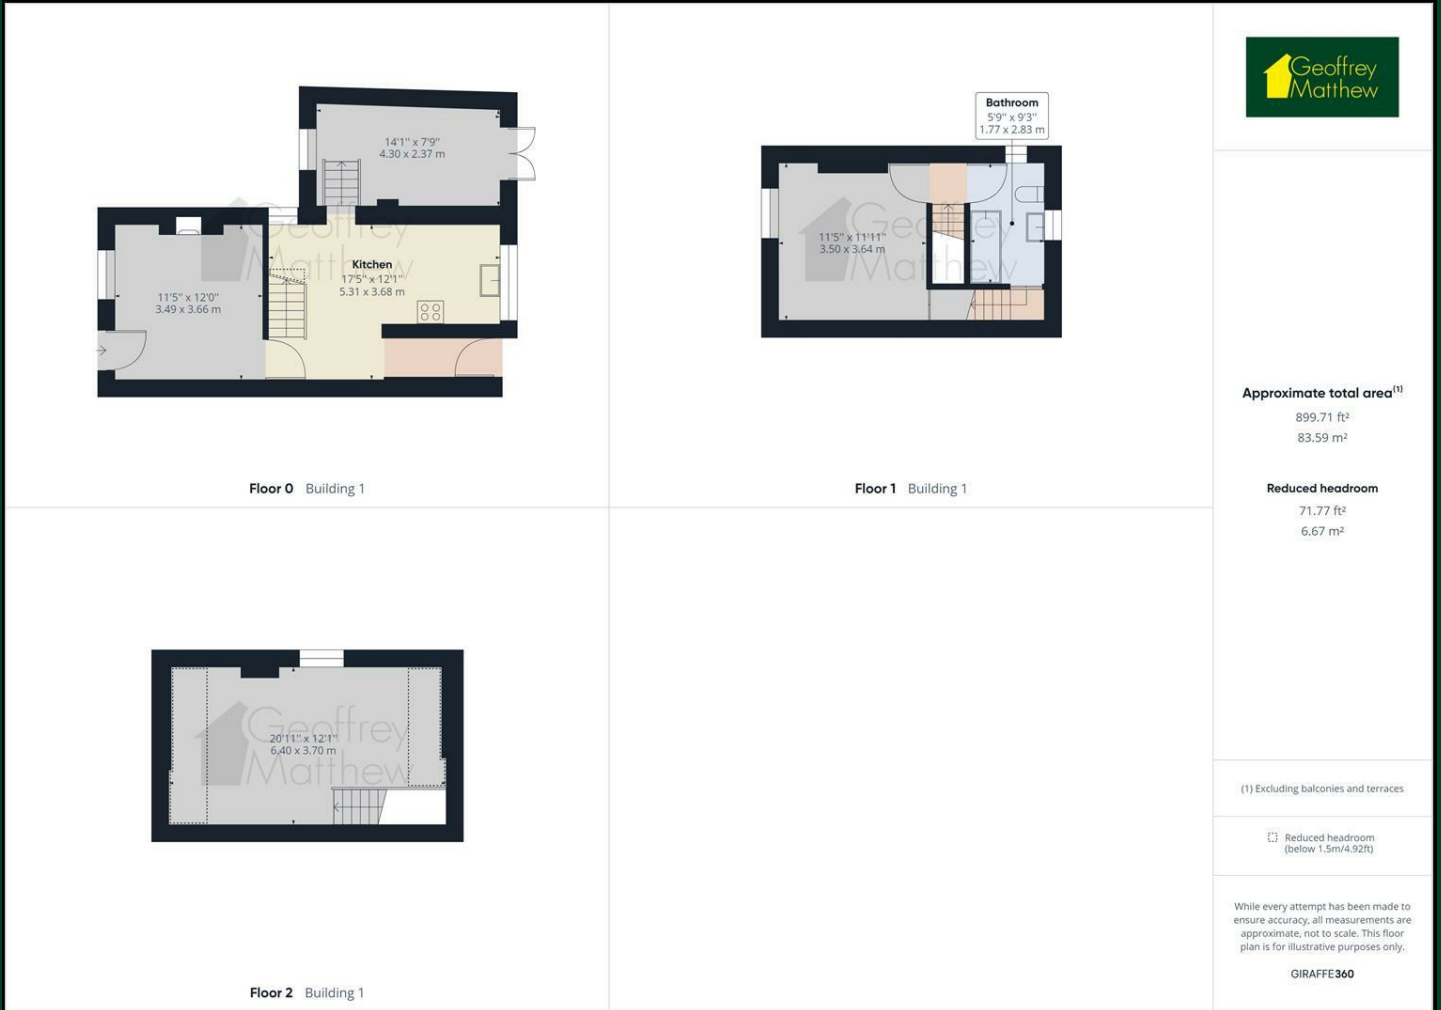 14'1" x 7'9"
4.30 x 2.37 m
Geoffrey
Matthew
Kitchen
17'5" x 12'1"
5.31 x 3.68 m
11'5" x 12'0"
3.49 x 3.66 m
Floor 0 Building 1
Bathroom
5'9" x 9'3"
1.77 x 2.83 m
Geoffrey
Matthew
11'5" x 11'11"
3.50 x 3.64 m
Floor 1 Building 1
Geoffrey
Matthew
20'11" x 12'1"
6.40 x 3.70 m
Floor 2 Building 1
Geoffrey
Matthew
Approximate total area(1)
899.71 ft²
83.59 m²
Reduced headroom
71.77 ft²
6.67 m²
(1) Excluding balconies and terraces
Reduced headroom
(below 1.5m/4.92ft)
While every attempt has been made to
ensure accuracy, all measurements are
approximate, not to scale. This floor
plan is for illustrative purposes only.
GIRAFFE360